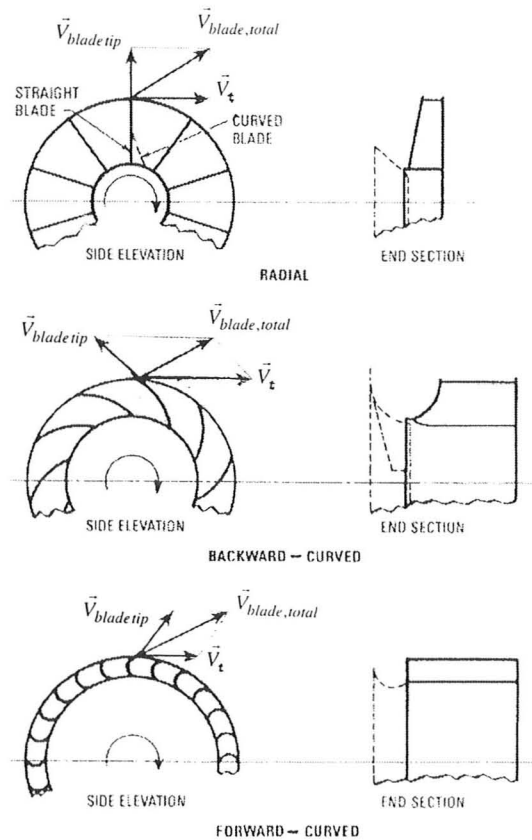 V⃗blade tip
V⃗blade,total
STRAIGHT
BLADE
V⃗t
CURVED
BLADE
SIDE ELEVATION
END SECTION
RADIAL
V⃗blade tip
V⃗blade,total
V⃗t
SIDE ELEVATION
END SECTION
BACKWARD – CURVED
V⃗blade tip
V⃗blade,total
V⃗t
SIDE ELEVATION
END SECTION
FORWARD – CURVED